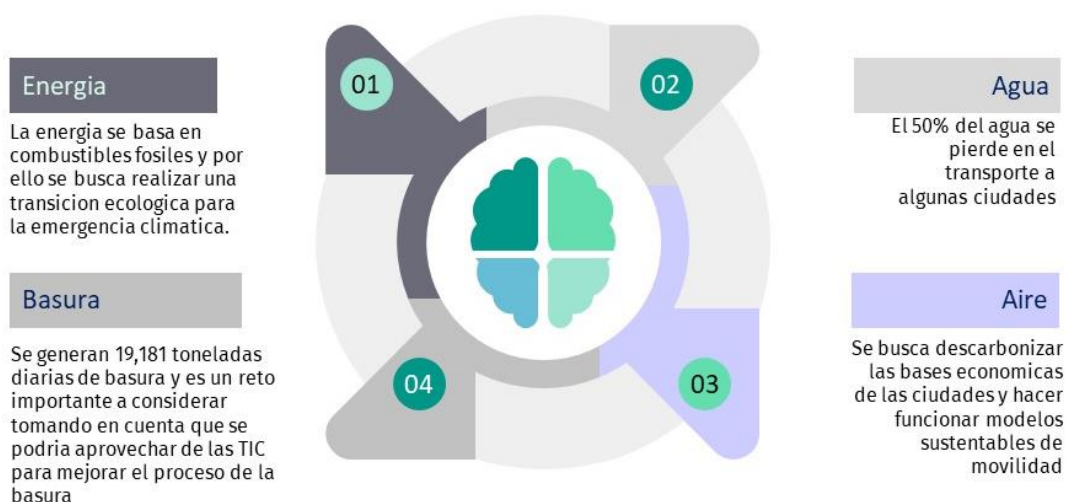 Energia
La energia se basa en
combustibles fosiles y por
ello se busca realizar una
transicion ecologica para
la emergencia climatica.
01
02
Agua
El 50% del agua se
pierde en el
transporte a
algunas ciudades
Basura
Se generan 19,181 toneladas
diarias de basura y es un reto
importante a considerar
tomando en cuenta que se
podria aprovechar de las TIC
para mejorar el proceso de la
basura
04
03
Aire
Se busca descarbonizar
las bases economicas
de las ciudades y hacer
funcionar modelos
sustentables de
movilidad